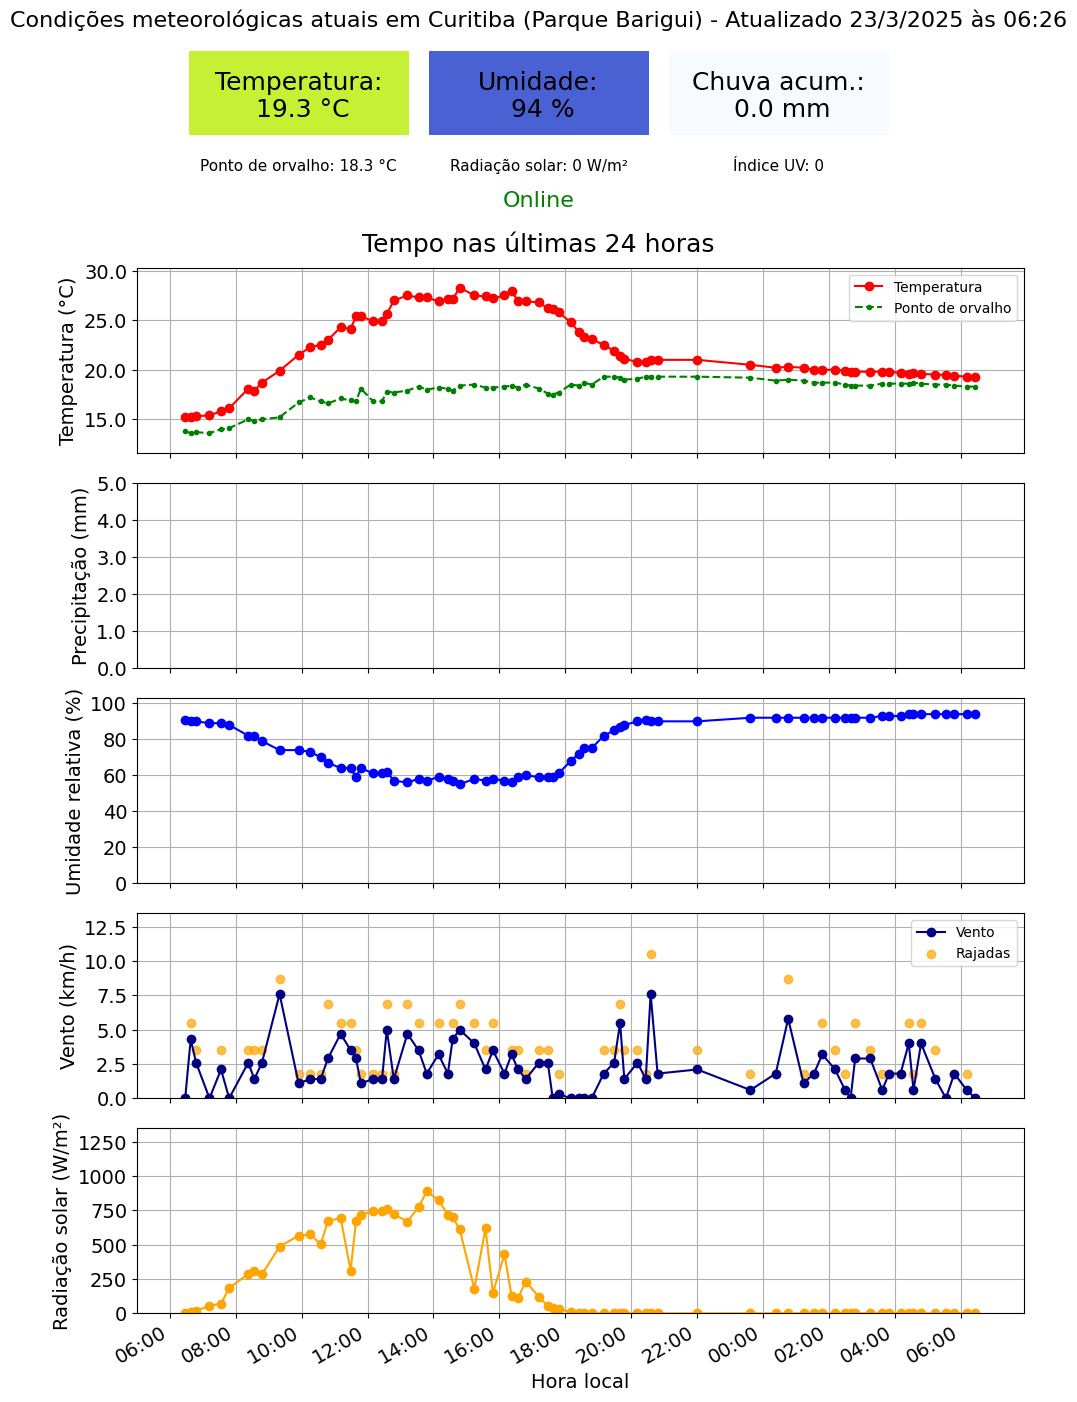 Condições meteorológicas atuais em Curitiba (Parque Barigui) - Atualizado 23/3/2025 às 06:26
Temperatura:
19.3 °C
Umidade:
94 %
Chuva acum.:
0.0 mm
Ponto de orvalho: 18.3 °C
Radiação solar: 0 W/m²
Índice UV: 0
Online
Tempo nas últimas 24 horas
Temperatura (°C)
30.0
25.0
20.0
15.0
Temperatura
Ponto de orvalho
Precipitação (mm)
5.0
4.0
3.0
2.0
1.0
0.0
Umidade relativa (%)
100
80
60
40
20
0
Vento (km/h)
12.5
10.0
7.5
5.0
2.5
0.0
Vento
Rajadas
Radiação solar (W/m²)
1250
1000
750
500
250
0
06:00
08:00
10:00
12:00
14:00
16:00
18:00
20:00
22:00
00:00
02:00
04:00
06:00
Hora local